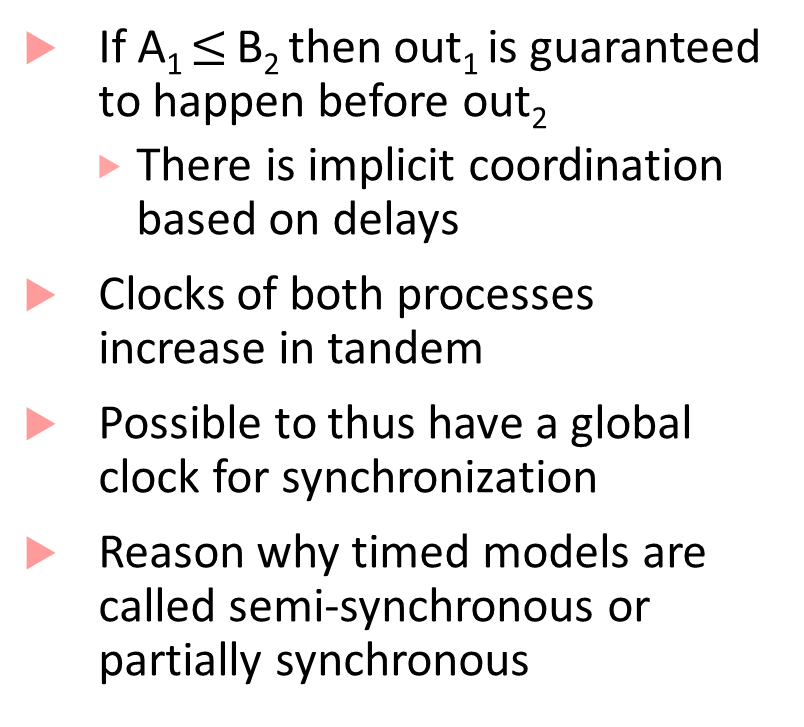 If A₁ ≤ B₂ then out₁ is guaranteed
to happen before out₂
There is implicit coordination
based on delays
Clocks of both processes
increase in tandem
Possible to thus have a global
clock for synchronization
Reason why timed models are
called semi-synchronous or
partially synchronous